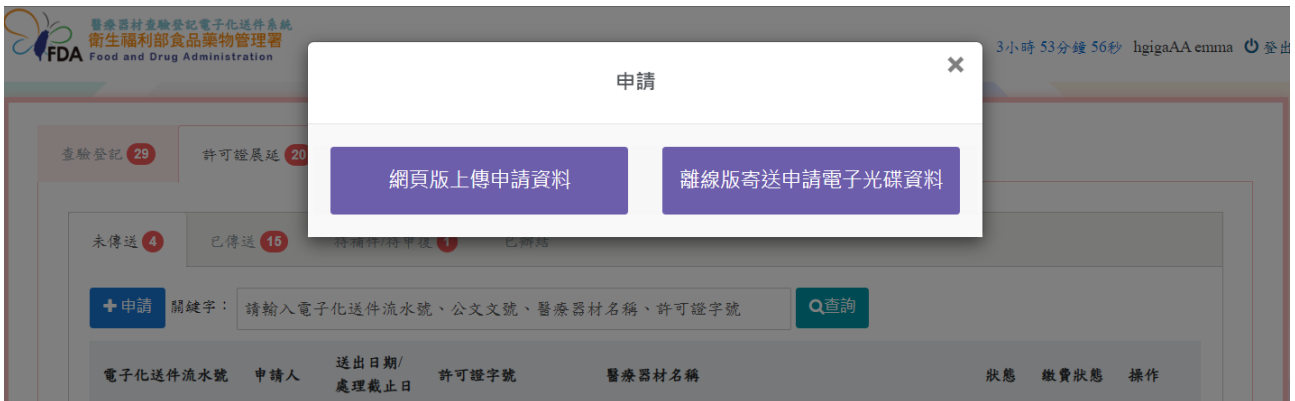 醫療器材查驗登記電子化送件系統
衛生福利部食品藥物管理署
FDA Food and Drug Administration
3小時 53分鐘 56秒 hgigaAA emma 登出
申請
×
查驗登記 29 許可證展延 20
網頁版上傳申請資料 離線版寄送申請電子光碟資料
未傳送 4 已傳送 15 待補件/待申復 1 已辦結
申請 關鍵字： 請輸入電子化送件流水號、公文文號、醫療器材名稱、許可證字號 查詢
電子化送件流水號 申請人 送出日期/ 許可證字號 醫療器材名稱 狀態 繳費狀態 操作
處理截止日